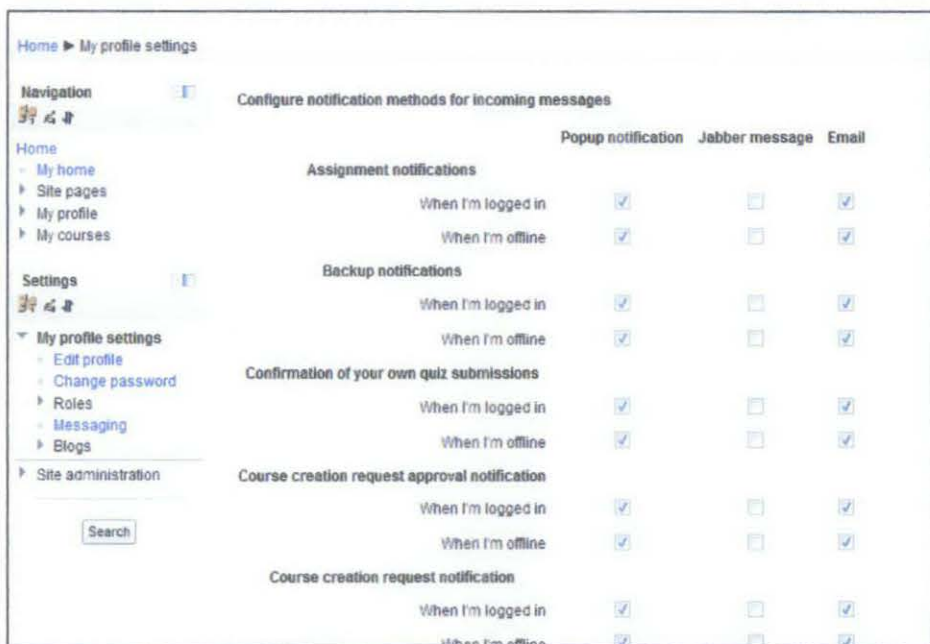 Home ► My profile settings
Navigation
Home
My home
Site pages
My profile
My courses
Settings
My profile settings
Edit profile
Change password
Roles
Messaging
Blogs
Site administration
Search
Configure notification methods for incoming messages
Popup notification Jabber message Email
Assignment notifications
When I'm logged in
When I'm offline
Backup notifications
When I'm logged in
When I'm offline
Confirmation of your own quiz submissions
When I'm logged in
When I'm offline
Course creation request approval notification
When I'm logged in
When I'm offline
Course creation request notification
When I'm logged in
When I'm offline